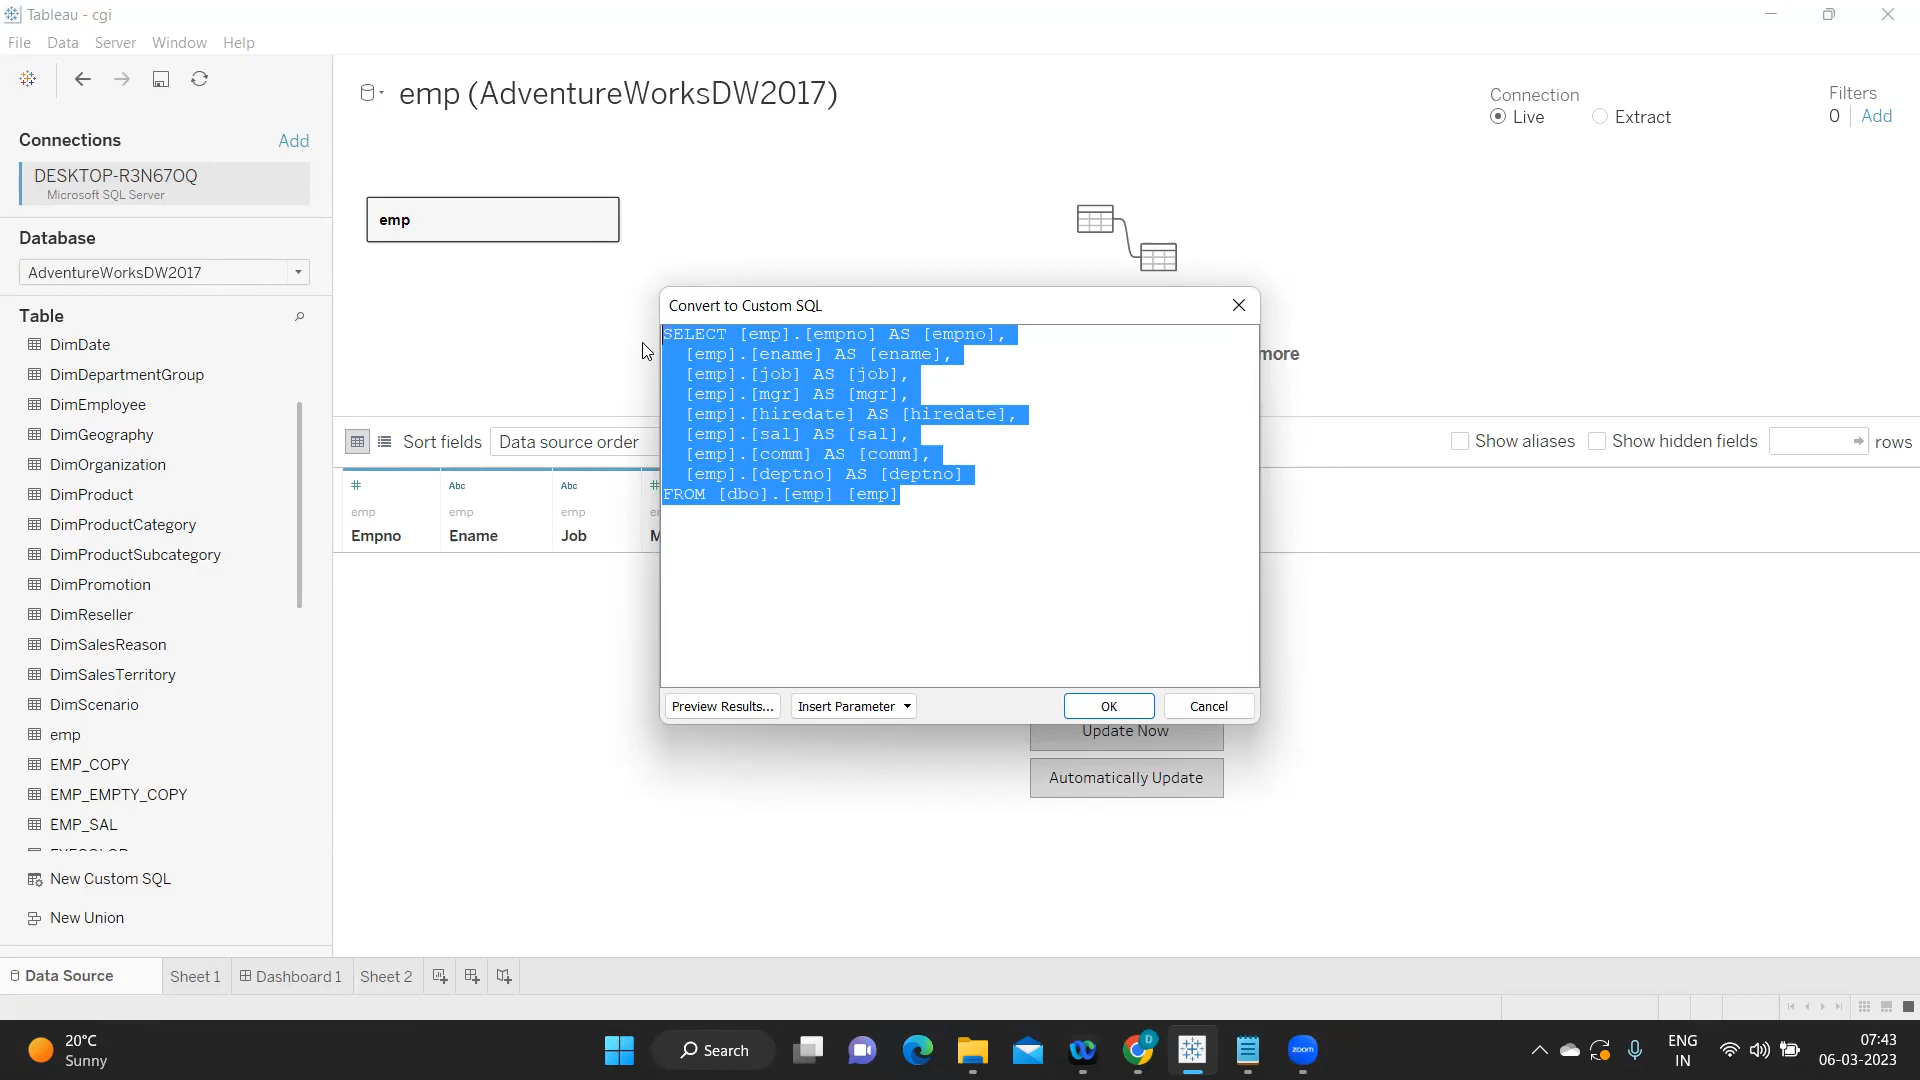 Tableau - cgi
File Data Server Window Help
Connections Add
DESKTOP-R3N67OQ
Microsoft SQL Server
Database
AdventureWorksDW2017
Table
DimDate
DimDepartmentGroup
DimEmployee
DimGeography
DimOrganization
DimProduct
DimProductCategory
DimProductSubcategory
DimPromotion
DimReseller
DimSalesReason
DimSalesTerritory
DimScenario
emp
EMP_COPY
EMP_EMPTY_COPY
EMP_SAL
New Custom SQL
New Union
emp (AdventureWorksDW2017)
Connection
Live Extract
Filters
0 Add
emp
more
Convert to Custom SQL
SELECT [emp].[empno] AS [empno],
[emp].[ename] AS [ename],
[emp].[job] AS [job],
[emp].[mgr] AS [mgr],
[emp].[hiredate] AS [hiredate],
[emp].[sal] AS [sal],
[emp].[comm] AS [comm],
[emp].[deptno] AS [deptno]
FROM [dbo].[emp] [emp]
Preview Results... Insert Parameter OK Cancel
Sort fields Data source order Show aliases Show hidden fields rows
# Abc Abc #
emp emp emp
Empno Ename Job M
Update Now
Automatically Update
Data Source Sheet 1 Dashboard 1 Sheet 2
20°C
Sunny
Search
D
zoom
ENG
IN
07:43
06-03-2023